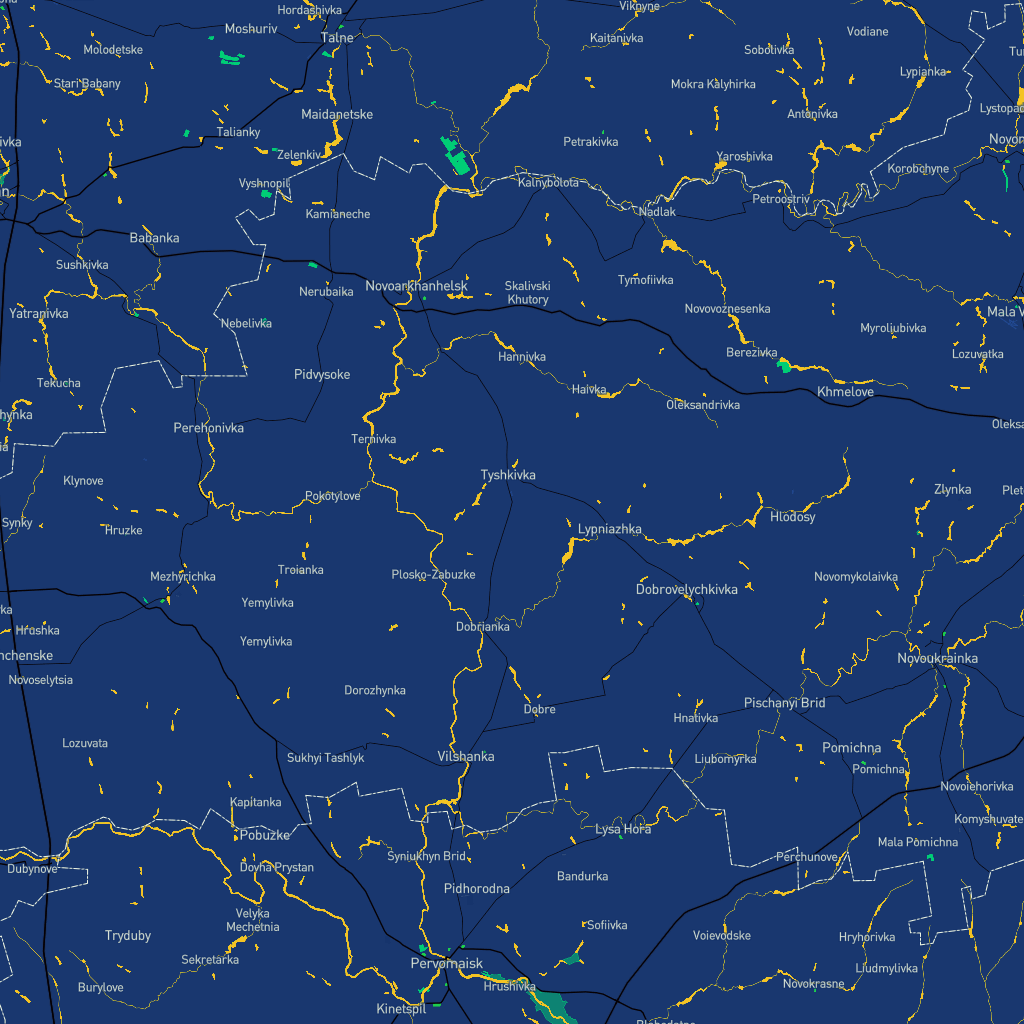 Hordashivka
Viknyne
Moshuriv
Talne
Kaitanivka
Vodiane
Molodetske
Sobolivka
Stari Babany
Mokra Kalyhirka
Lypianka
Maidanetske
Antonivka
Talianky
Petrakivka
Zelenkiv
Yaroshivka
Korobchyne
Vyshnopil
Kalnybolota
Petroostriv
Kamianeche
Nadlak
Babanka
Sushkivka
Tymofiivka
Nerubaika
Novoarkhanhelsk
Skalivski
Khutory
Yatranivka
Nebelivka
Novovoznesenka
Myroliubivka
Hannivka
Berezivka
Lozuvatka
Tekucha
Pidvysoke
Haivka
Khmelove
Oleksandrivka
Perehonivka
Ternivka
Klynove
Tyshkivka
Pokotylove
Zlynka
Synky
Hruzke
Lypniazhka
Hlodosy
Mezhyrichka
Troianka
Plosko-Zabuzke
Novomykolaivka
Yemylivka
Dobrovelychkivka
Hrushka
Yemylivka
Dobrianka
Novoukrainka
Novoselytsia
Dorozhynka
Dobre
Hnativka
Pischanyi Brid
Lozuvata
Sukhyi Tashlyk
Vilshanka
Liubomyrka
Pomichna
Pomichna
Novoiehorivka
Kapitanka
Pobuzke
Lysa Hora
Komyshuvate
Mala Pomichna
Dubynove
Dovha Prystan
Syniukhyn Brid
Perchunove
Pidhorodna
Bandurka
Velyka
Mechetnia
Tryduby
Sofiivka
Voievodske
Hryhorivka
Sekretarka
Pervomaisk
Liudmylivka
Burylove
Hrushivka
Novokrasne
Kinetspil